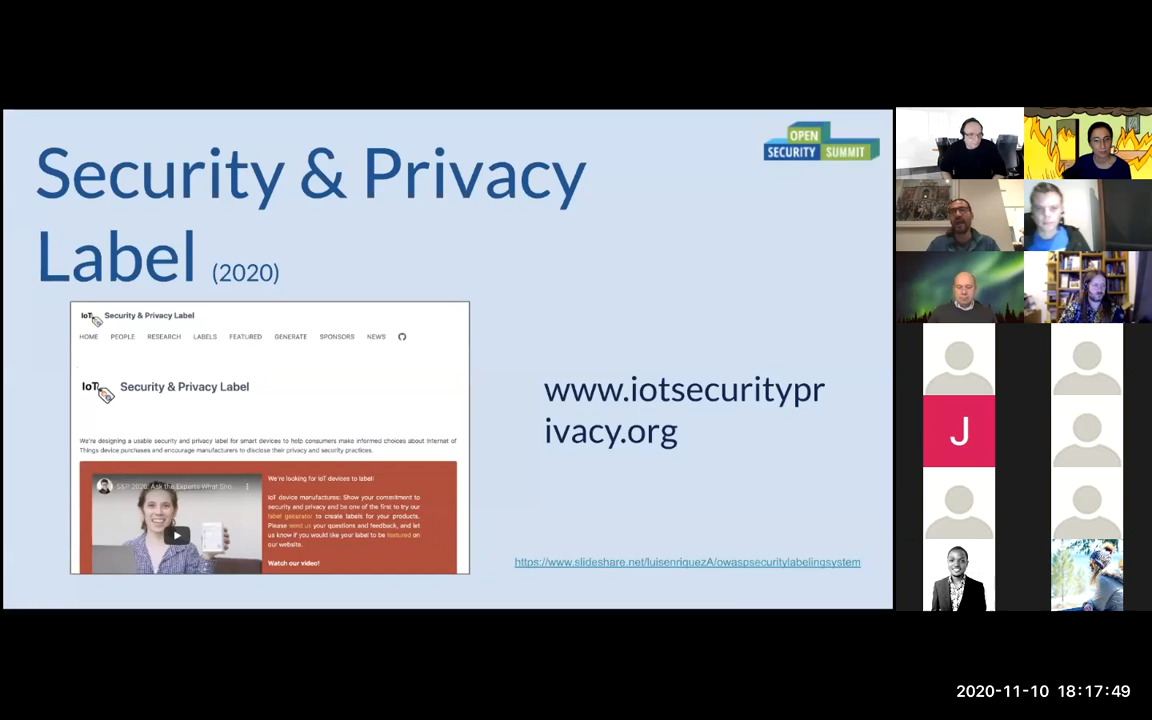 Security & Privacy
Label (2020)
OPEN
SECURITY SUMMIT
IoT Security & Privacy Label
HOME PEOPLE RESEARCH LABELS FEATURED GENERATE SPONSORS NEWS
IoT Security & Privacy Label
We're designing a usable security and privacy label for smart devices to help consumers make informed choices about Internet of
Things device purchases and encourage manufacturers to disclose their privacy and security practices.
S&P 2020: Ask the Experts What Sho...
We're looking for IoT devices to label!
IoT device manufactures: Show your commitment to
security and privacy and be one of the first to try our
label generator to create labels for your products.
Please send us your questions and feedback, and let
us know if you would like your label to be featured on
our website.
Watch our video!
www.iotsecuritypr
ivacy.org
https://www.slideshare.net/luisenriquezA/owaspsecuritylabelingsystem
J
2020-11-10 18:17:49